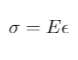 σ = Eϵ